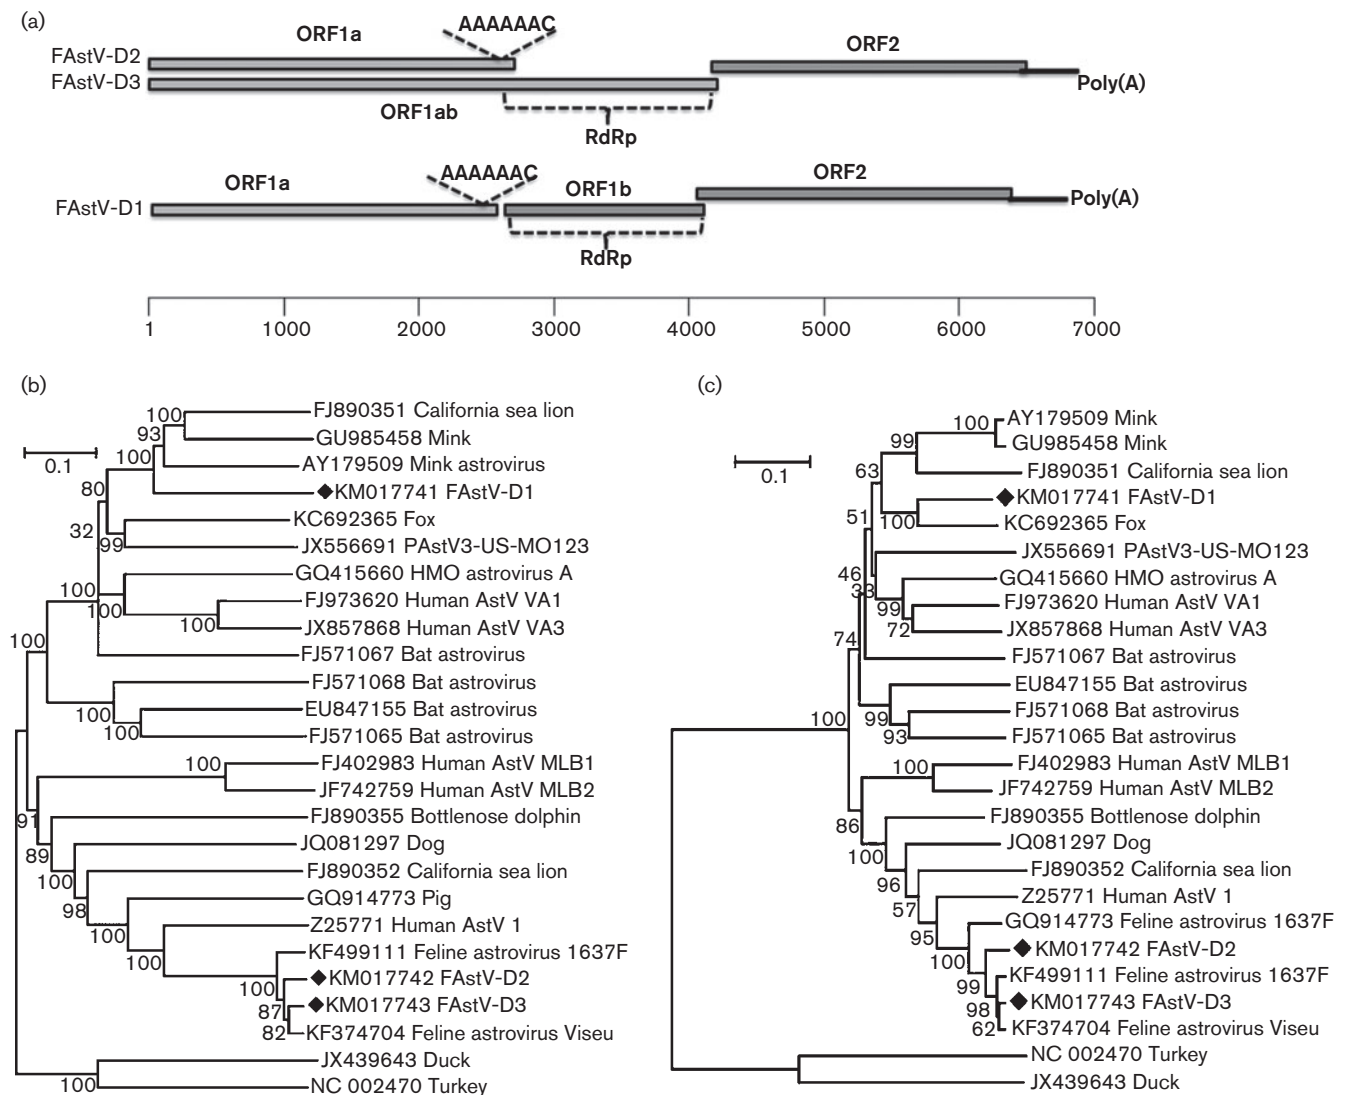 (a)
AAAAAAC
ORF1a
ORF2
FAstV-D2
FAstV-D3
Poly(A)
ORF1ab
RdRp
AAAAAAC
ORF1a
ORF1b
ORF2
FAstV-D1
Poly(A)
RdRp
1 1000 2000 3000 4000 5000 6000 7000
(b)
0.1
100 FJ890351 California sea lion
93 GU985458 Mink
100 AY179509 Mink astrovirus
80 KM017741 FAstV-D1
32 KC692365 Fox
99 JX556691 PAstV3-US-MO123
GQ415660 HMO astrovirus A
100 100 FJ973620 Human AstV VA1
100 JX857868 Human AstV VA3
100 FJ571067 Bat astrovirus
FJ571068 Bat astrovirus
100 EU847155 Bat astrovirus
100 FJ571065 Bat astrovirus
100 FJ402983 Human AstV MLB1
JF742759 Human AstV MLB2
91 FJ890355 Bottlenose dolphin
89 JQ081297 Dog
100 FJ890352 California sea lion
98 GQ914773 Pig
100 Z25771 Human AstV 1
100 KF499111 Feline astrovirus 1637F
100 KM017742 FAstV-D2
87 KM017743 FAstV-D3
82 KF374704 Feline astrovirus Viseu
JX439643 Duck
100 NC 002470 Turkey
(c)
0.1
100 AY179509 Mink
99 GU985458 Mink
63 FJ890351 California sea lion
KM017741 FAstV-D1
51 100 KC692365 Fox
JX556691 PAstV3-US-MO123
46 GQ415660 HMO astrovirus A
33 99 FJ973620 Human AstV VA1
72 JX857868 Human AstV VA3
74 FJ571067 Bat astrovirus
EU847155 Bat astrovirus
100 99 FJ571068 Bat astrovirus
93 FJ571065 Bat astrovirus
100 FJ402983 Human AstV MLB1
JF742759 Human AstV MLB2
86 FJ890355 Bottlenose dolphin
100 JQ081297 Dog
96 FJ890352 California sea lion
57 Z25771 Human AstV 1
95 GQ914773 Feline astrovirus 1637F
100 KM017742 FAstV-D2
99 KF499111 Feline astrovirus 1637F
98 KM017743 FAstV-D3
62 KF374704 Feline astrovirus Viseu
NC 002470 Turkey
JX439643 Duck